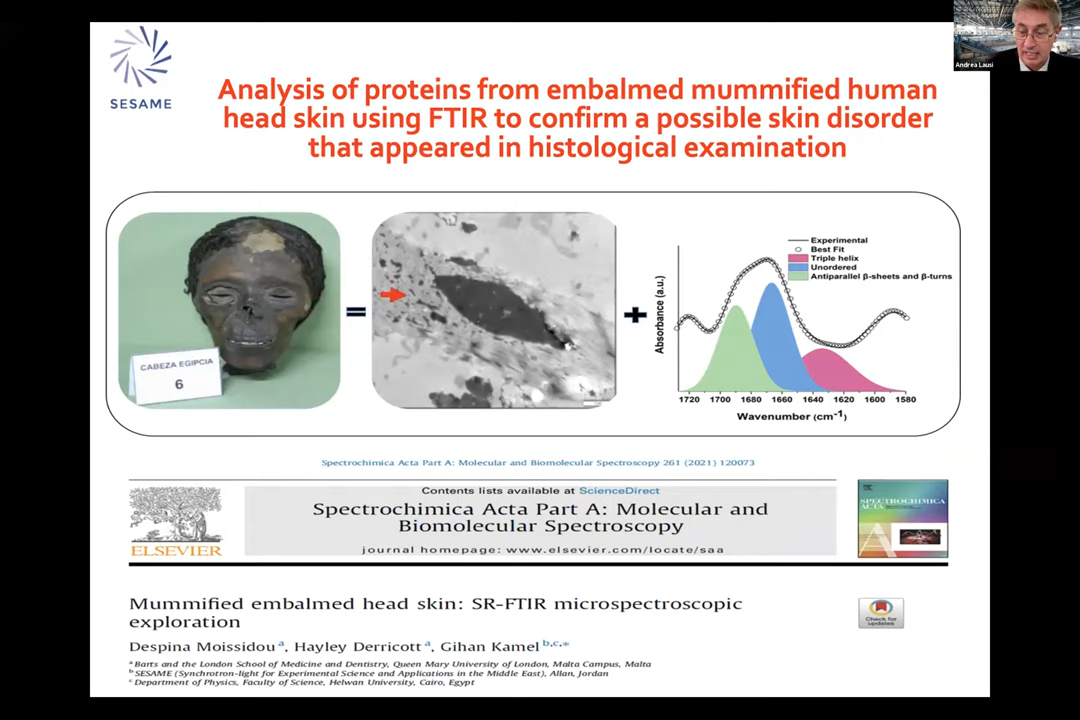 Andrea Lausi
SESAME
Analysis of proteins from embalmed mummified human
head skin using FTIR to confirm a possible skin disorder
that appeared in histological examination
CABEZA EGIPCIA
6
=
+
Absorbance (a.u.)
Experimental
Best Fit
Triple helix
Unordered
Antiparallel β-sheets and β-turns
1720 1700 1680 1660 1640 1620 1600 1580
Wavenumber (cm-1)
Spectrochimica Acta Part A: Molecular and Biomolecular Spectroscopy 261 (2021) 120073
Contents lists available at ScienceDirect
Spectrochimica Acta Part A: Molecular and
Biomolecular Spectroscopy
journal homepage: www.elsevier.com/locate/saa
ELSEVIER
SPECTROCHIMICA
ACTA
A
Mummified embalmed head skin: SR-FTIR microspectroscopic
exploration
Check for
updates
Despina Moissidou a, Hayley Derricott a, Gihan Kamel b,c,*
a Barts and the London School of Medicine and Dentistry, Queen Mary University of London, Malta Campus, Malta
b SESAME (Synchrotron-light for Experimental Science and Applications in the Middle East), Allan, Jordan
c Department of Physics, Faculty of Science, Helwan University, Cairo, Egypt